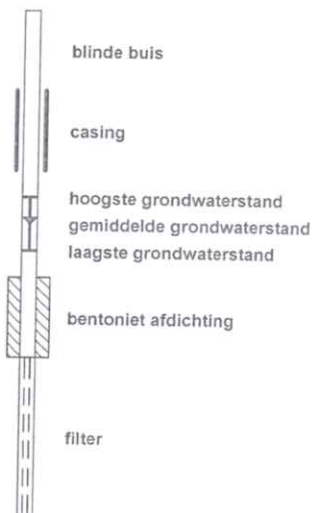 blinde buis
casing
hoogste grondwaterstand
gemiddelde grondwaterstand
laagste grondwaterstand
bentoniet afdichting
filter